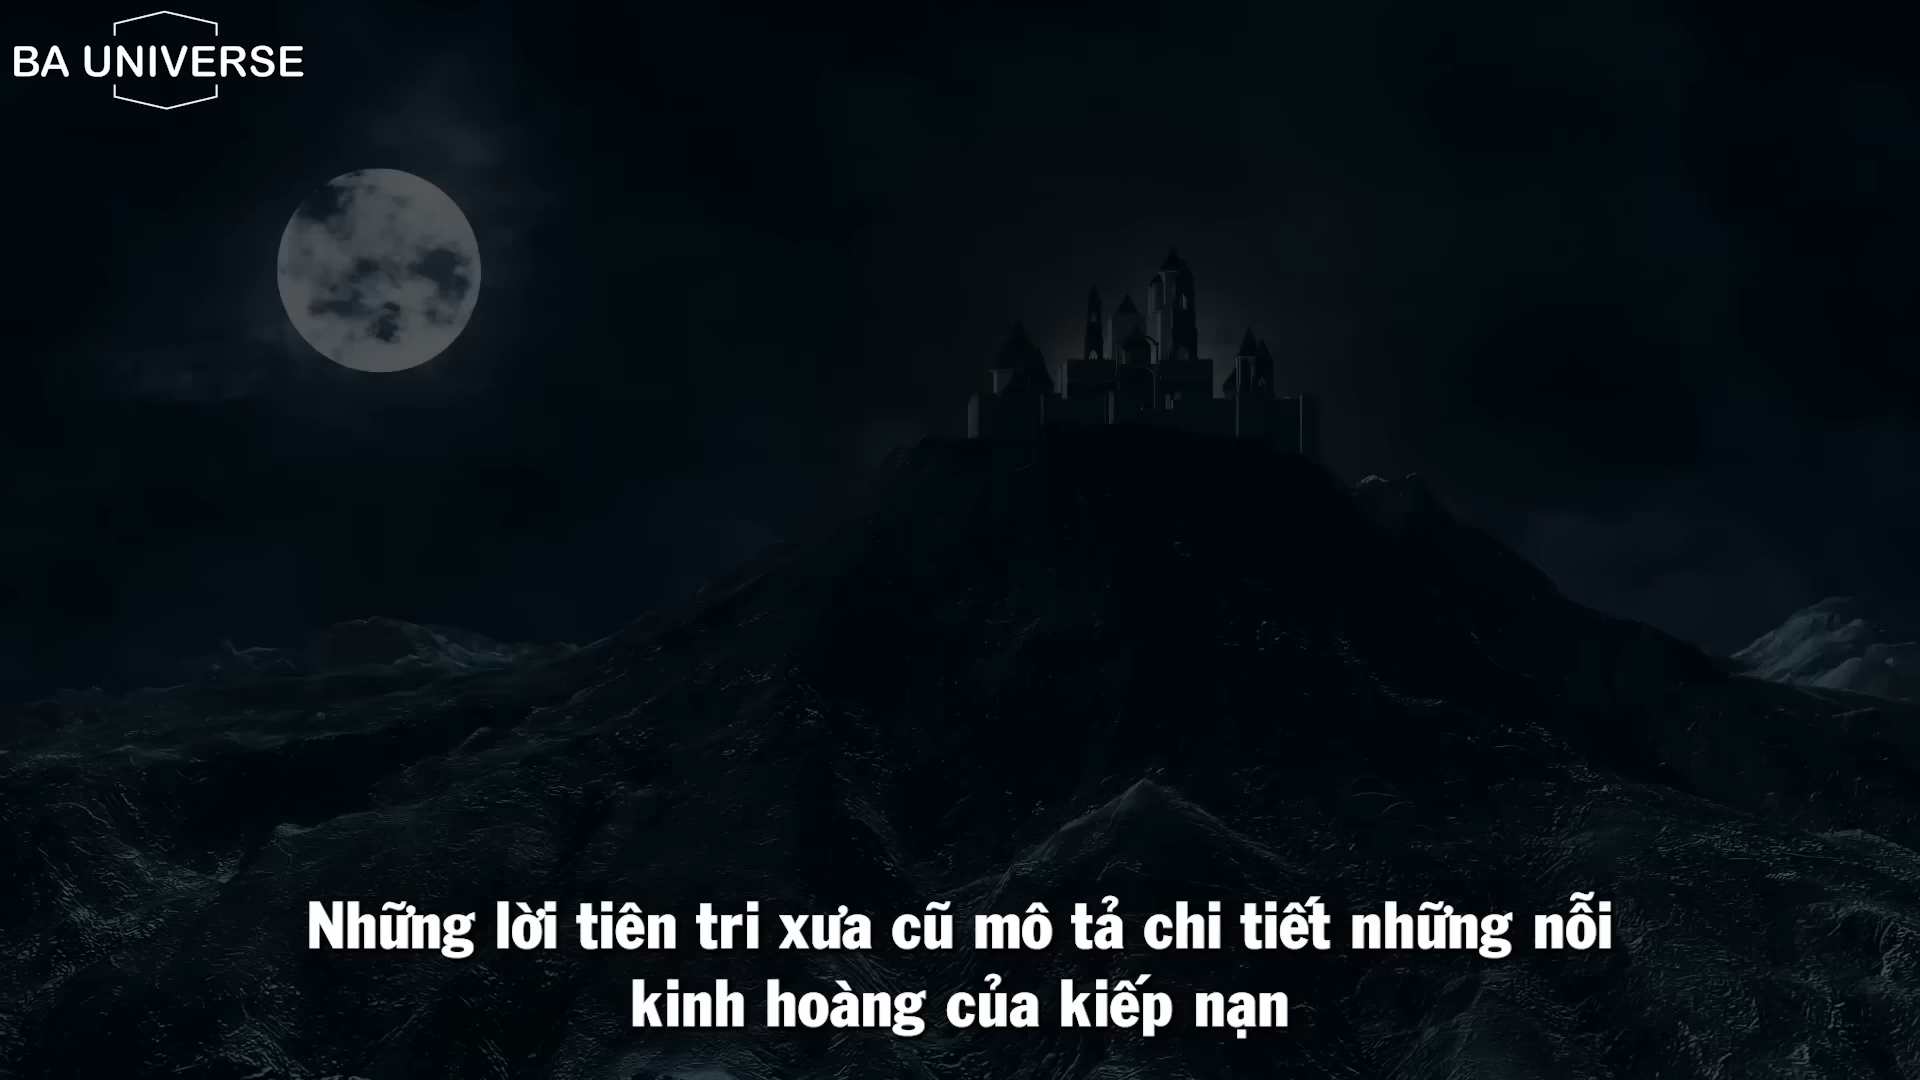 BA UNIVERSE
Những lời tiên tri xưa cũ mô tả chi tiết những nỗi
kinh hoàng của kiếp nạn